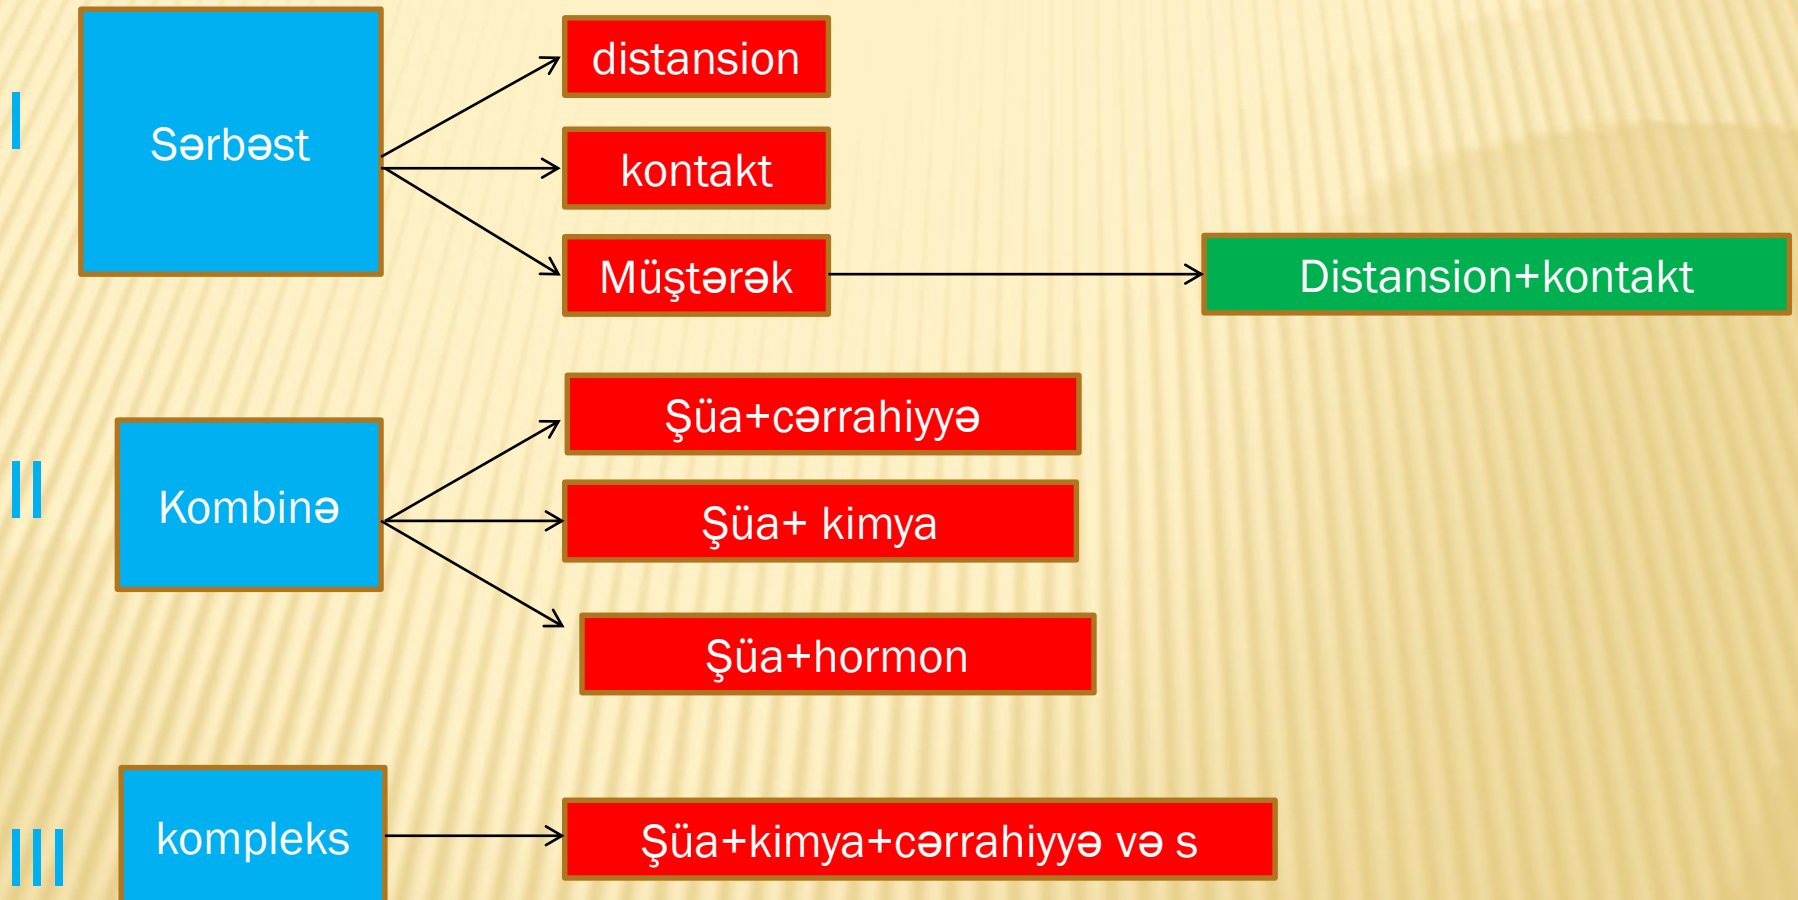 I
Sərbəst
distansion
kontakt
Müştərək
Distansion+kontakt
II
Kombinə
Şüa+cərrahiyyə
Şüa+ kimya
Şüa+hormon
III
kompleks
Şüa+kimya+cərrahiyyə və s